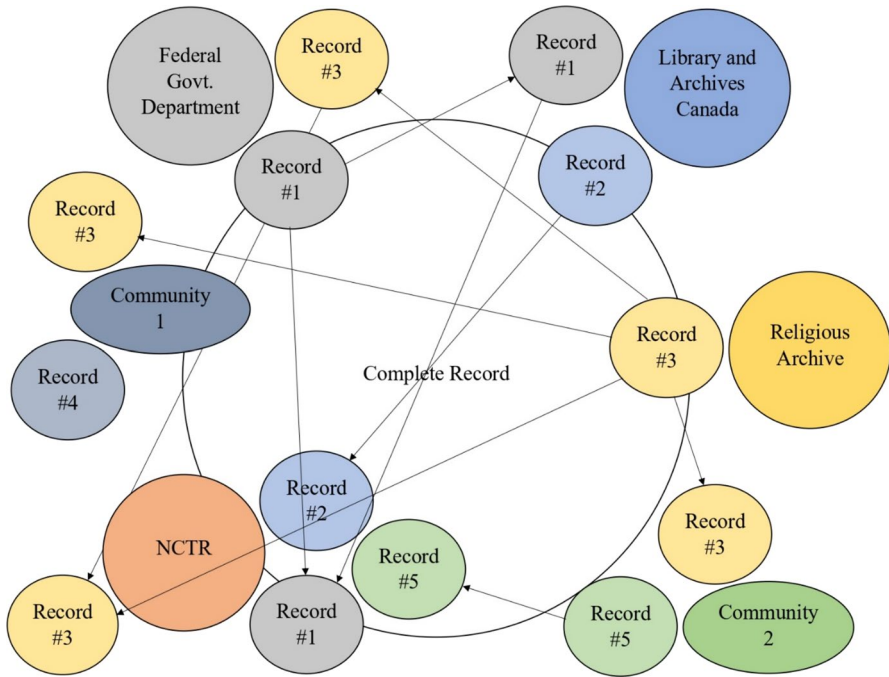 Federal
Govt.
Department
Record
#3
Record
#1
Library and
Archives
Canada
Record
#1
Record
#2
Record
#3
Community
1
Record
#3
Religious
Archive
Complete Record
Record
#4
Record
#2
NCTR
Record
#3
Record
#5
Record
#3
Record
#1
Record
#5
Community
2